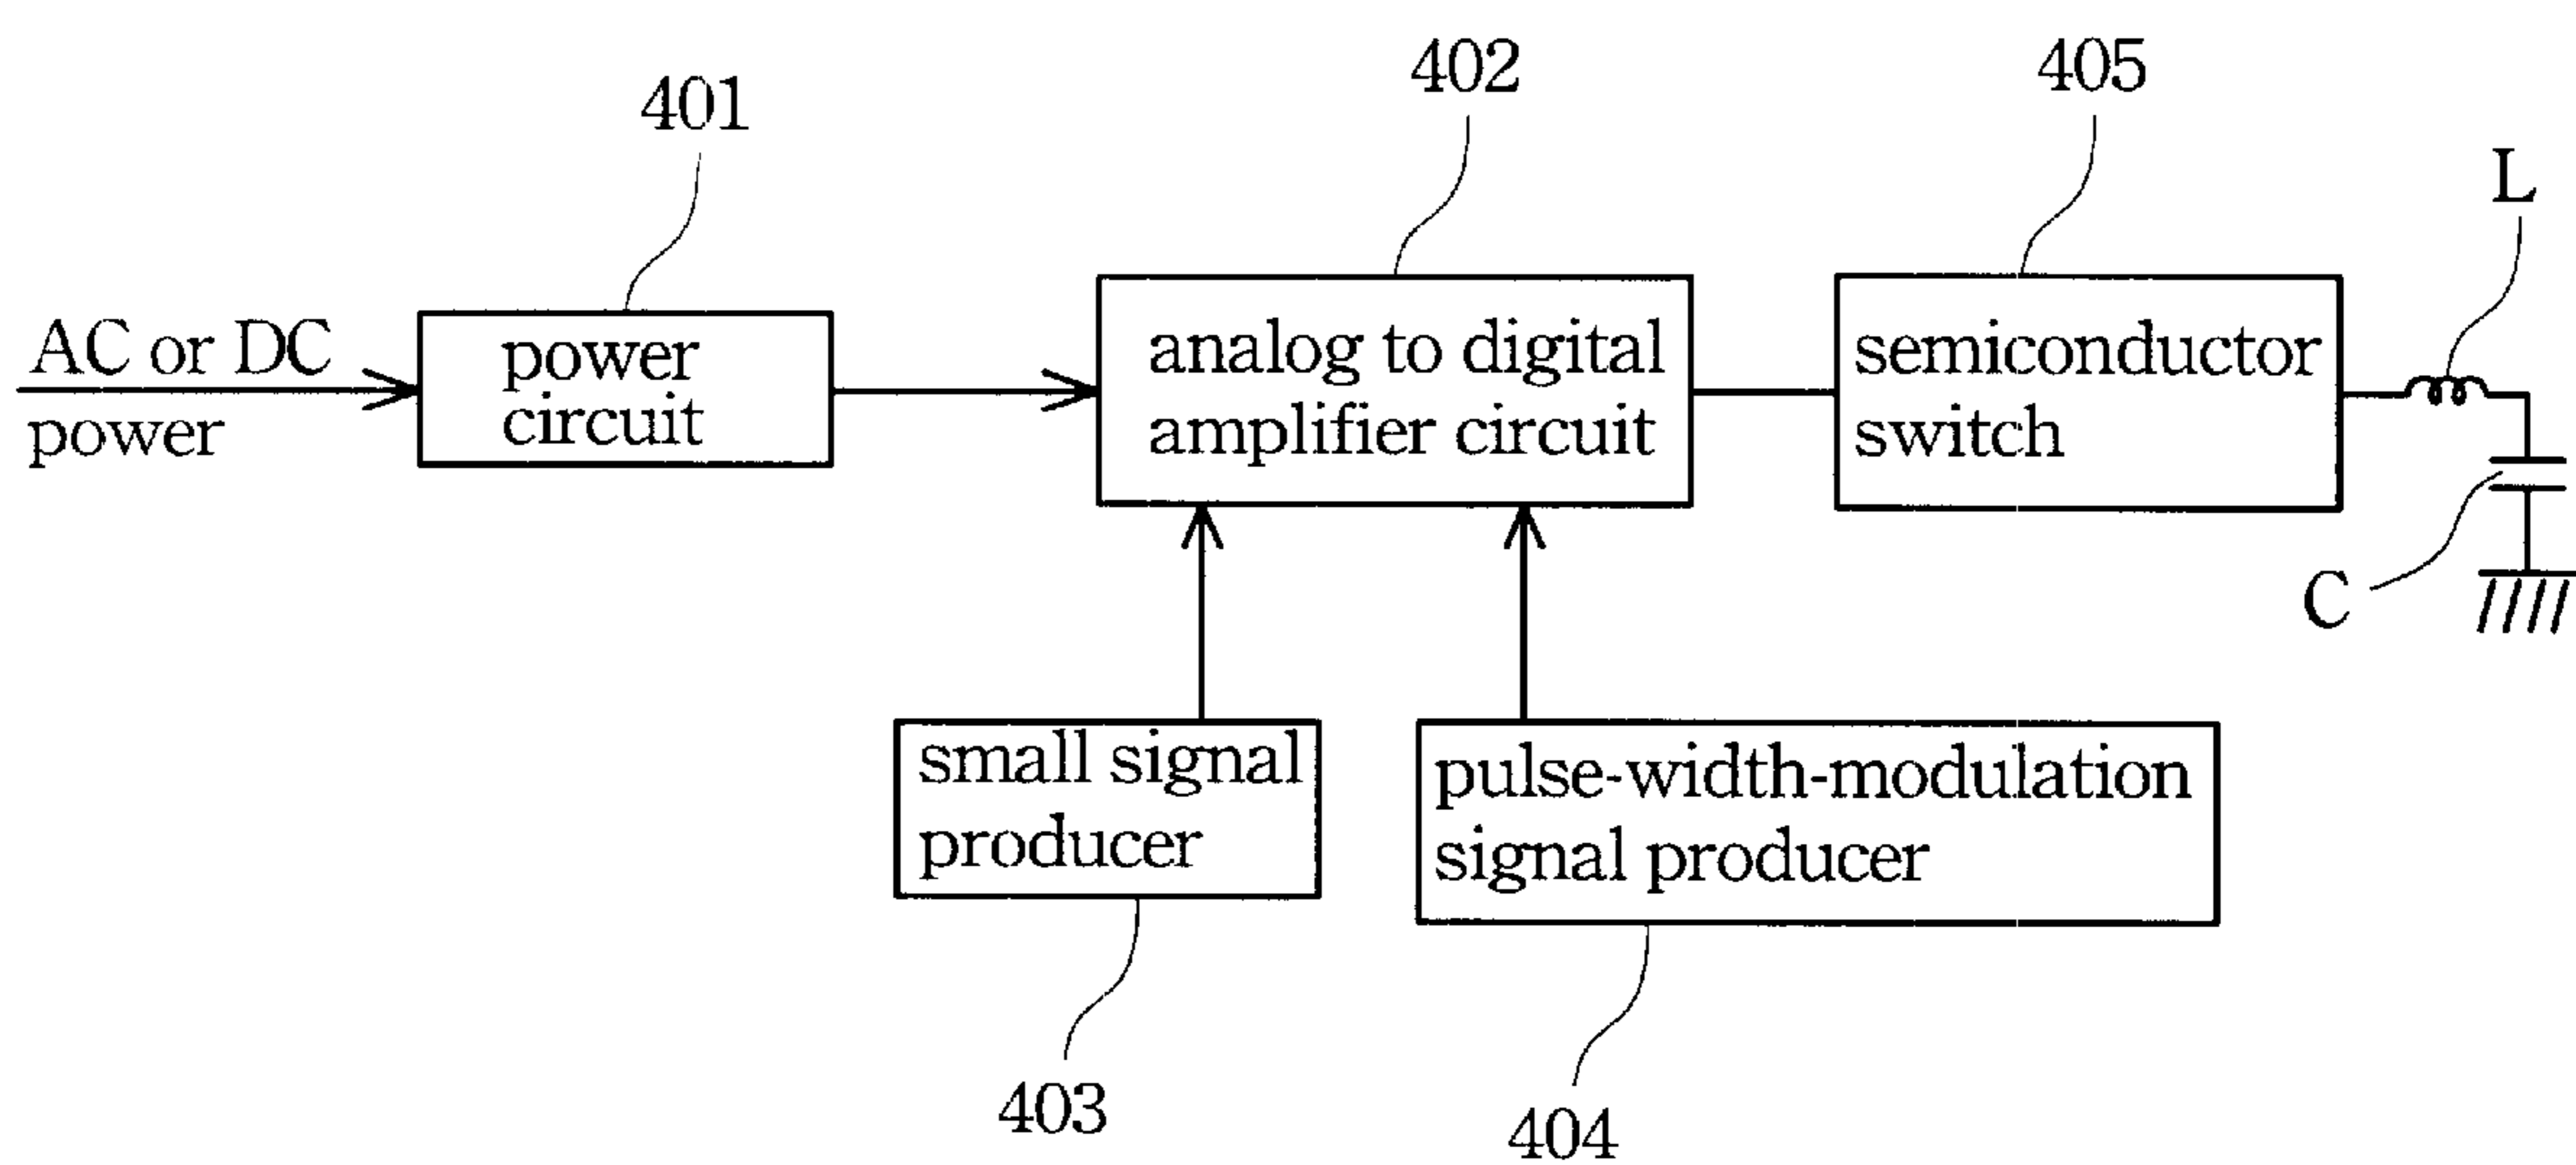 401
402
405
L
AC or DC
power
power
circuit
analog to digital
amplifier circuit
semiconductor
switch
C
small signal
producer
pulse-width-modulation
signal producer
403
404